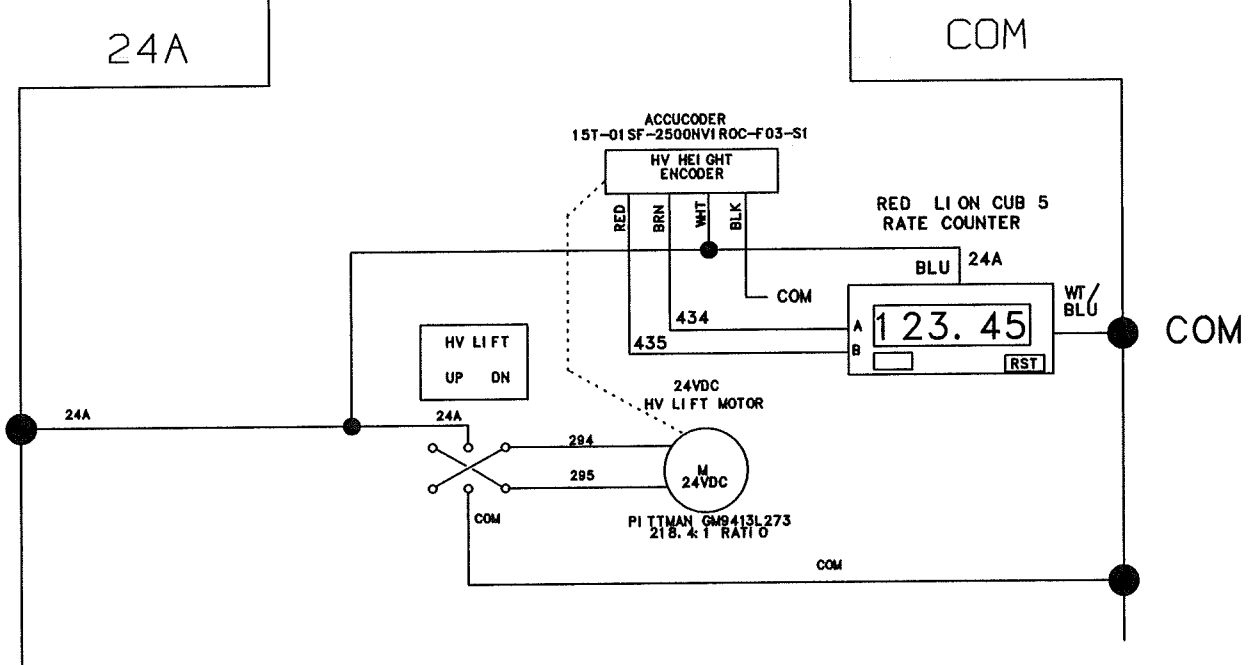 24A
COM
ACCUCODER
15T-01SF-2500NV1ROC-F03-S1
HV HEIGHT
ENCODER
RED
BRN
WHT
BLK
RED LION CUB 5
RATE COUNTER
BLU
24A
WT/
BLU
COM
434
435
A
B
123.45
RST
COM
HV LIFT
UP DN
24VDC
HV LIFT MOTOR
24A
24A
294
295
M
24VDC
COM
PITTMAN GM9413L273
218.4:1 RATIO
COM